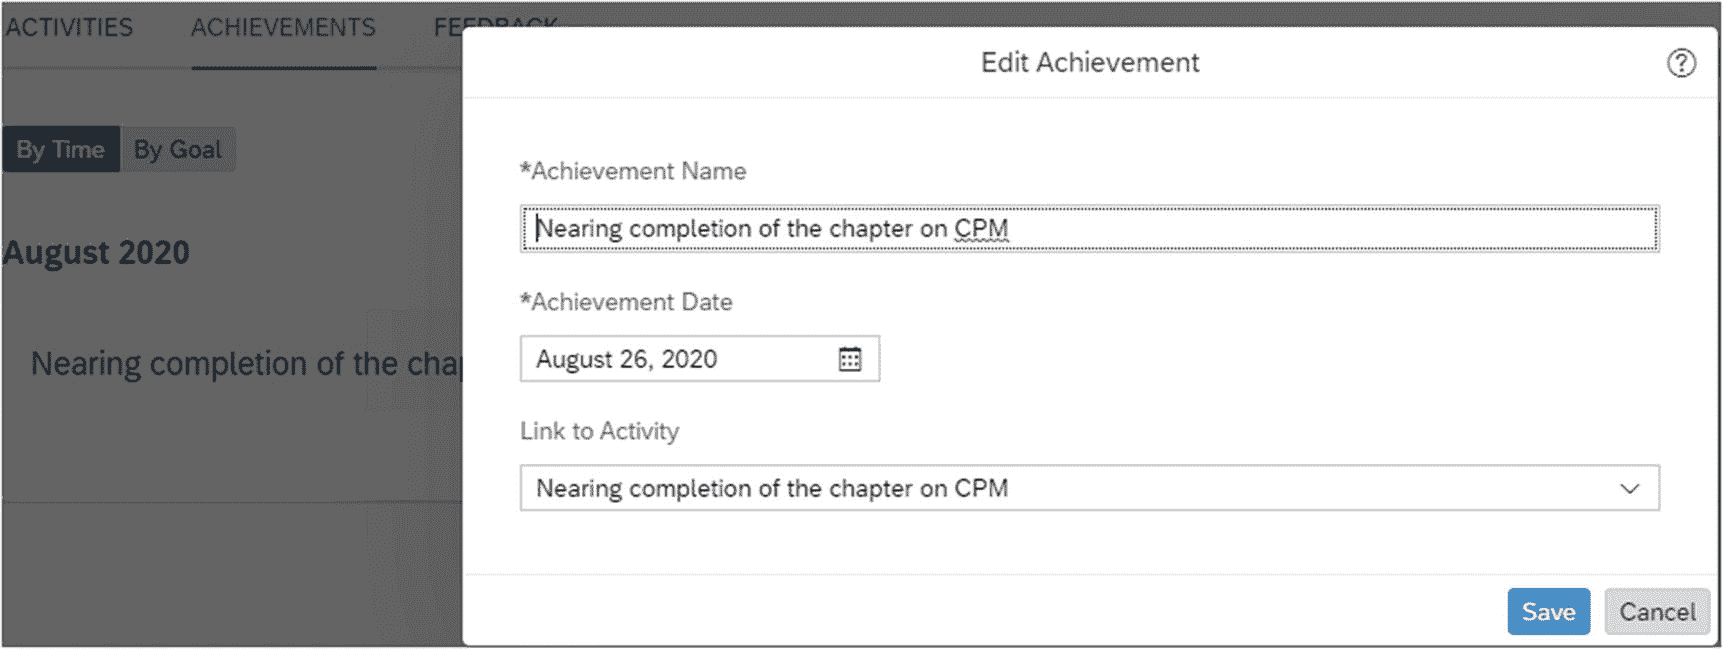 ACTIVITIES ACHIEVEMENTS FEEDBACK
By Time By Goal
August 2020
Nearing completion of the chap
Edit Achievement ?
*Achievement Name
Nearing completion of the chapter on CPM
*Achievement Date
August 26, 2020
Link to Activity
Nearing completion of the chapter on CPM
Save Cancel